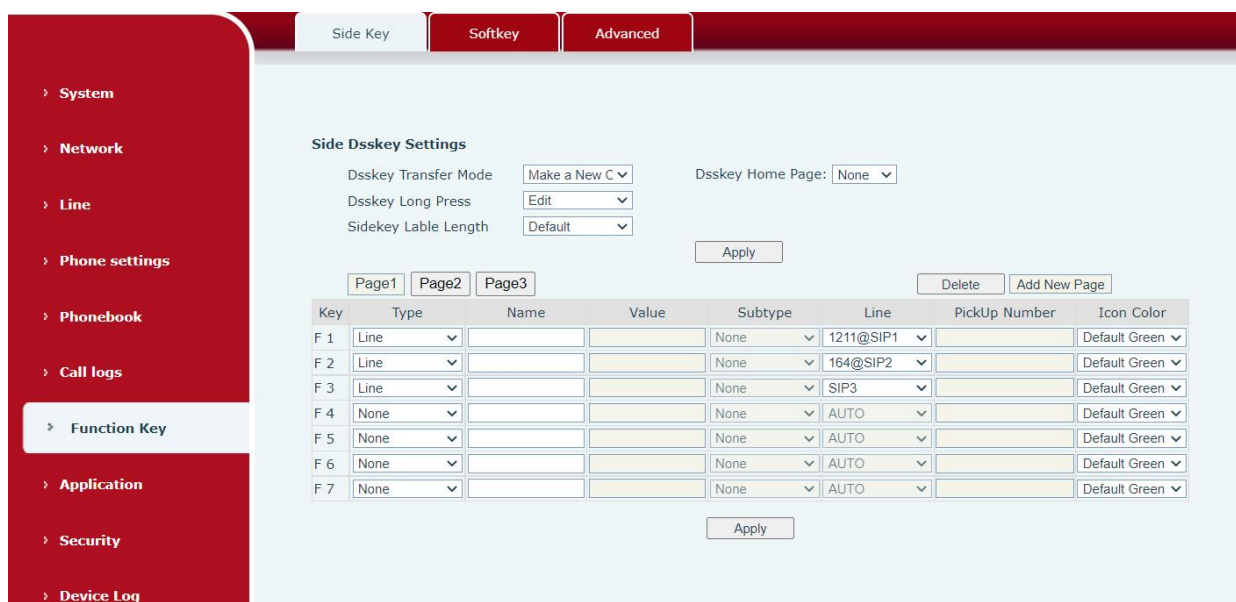 Side Key Softkey Advanced
System
Network
Line
Phone settings
Phonebook
Call logs
Function Key
Application
Security
Device Log
Side Dsskey Settings
Dsskey Transfer Mode Make a New C Dsskey Home Page: None
Dsskey Long Press Edit
Sidekey Lable Length Default
Apply
Page1 Page2 Page3 Delete Add New Page
Key Type Name Value Subtype Line PickUp Number Icon Color
F 1 Line None 1211@SIP1 Default Green
F 2 Line None 164@SIP2 Default Green
F 3 Line None SIP3 Default Green
F 4 None None AUTO Default Green
F 5 None None AUTO Default Green
F 6 None None AUTO Default Green
F 7 None None AUTO Default Green
Apply